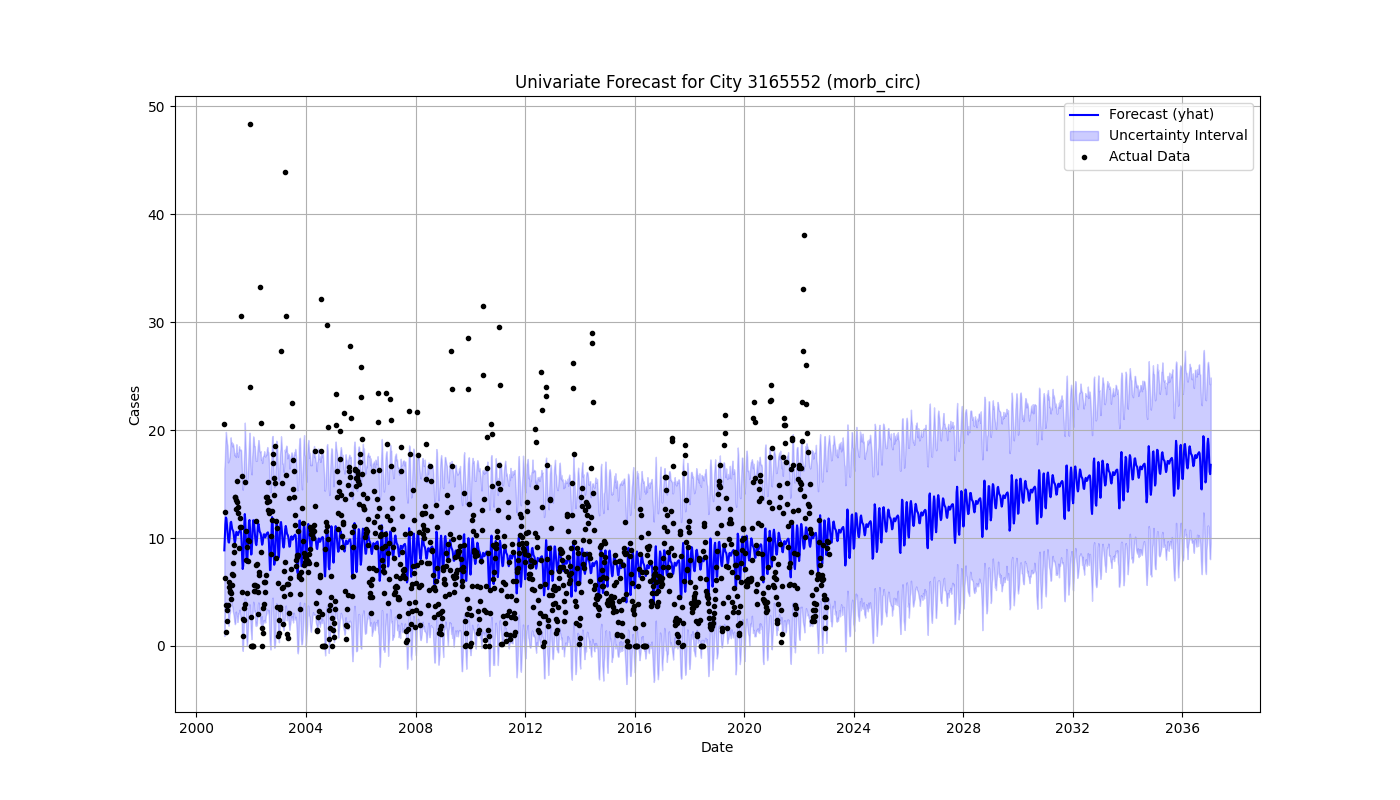 Univariate Forecast for City 3165552 (morb_circ)
Forecast (yhat)
Uncertainty Interval
Actual Data
Cases
50
40
30
20
10
0
2000 2004 2008 2012 2016 2020 2024 2028 2032 2036
Date